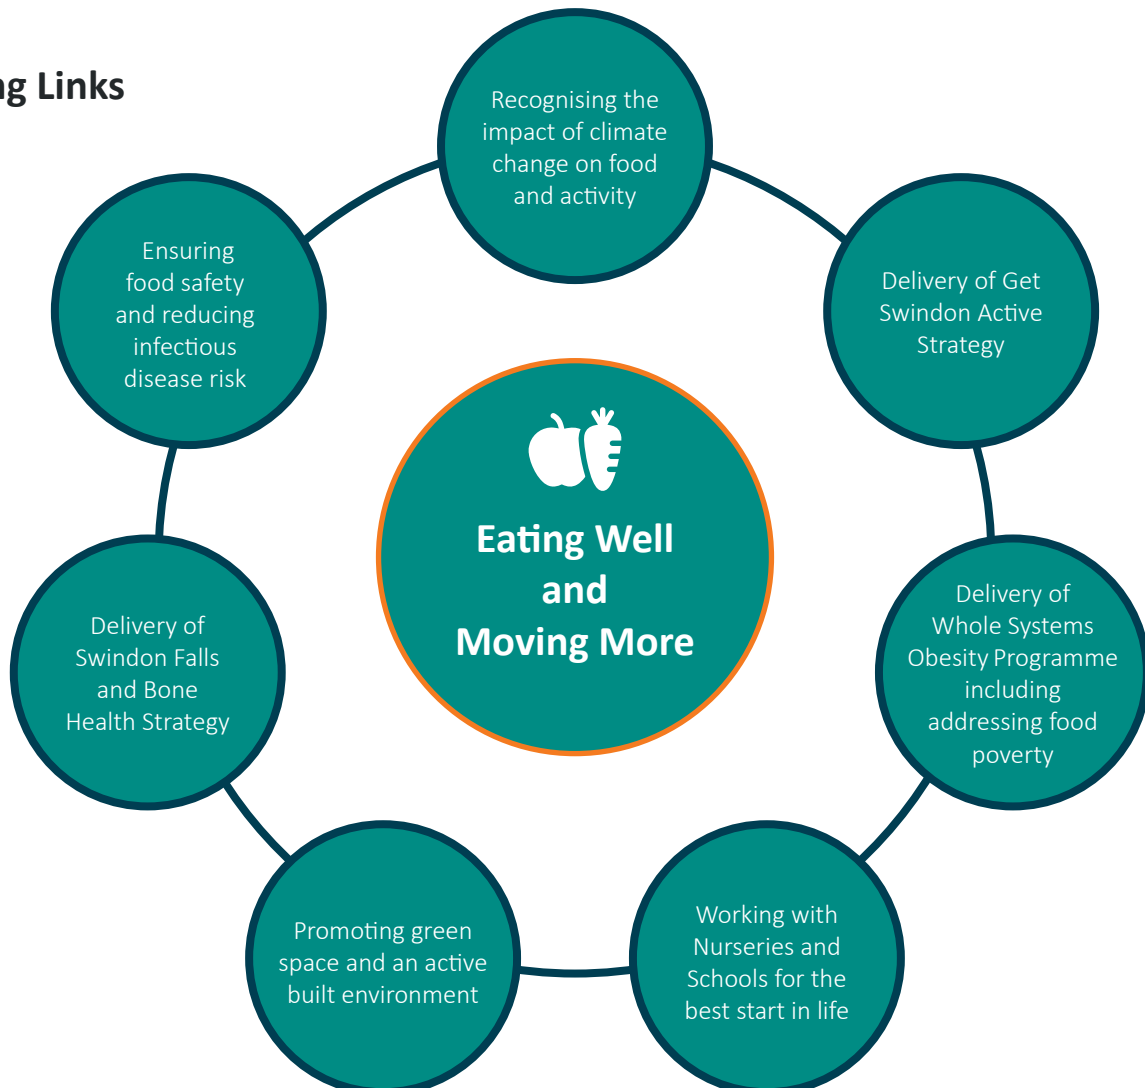 ng Links
Recognising the
impact of climate
change on food
and activity
Delivery of Get
Swindon Active
Strategy
Delivery of
Whole Systems
Obesity Programme
including
addressing food
poverty
Working with
Nurseries and
Schools for the
best start in life
Promoting green
space and an active
built environment
Delivery of
Swindon Falls
and Bone
Health Strategy
Ensuring
food safety
and reducing
infectious
disease risk
Eating Well
and
Moving More